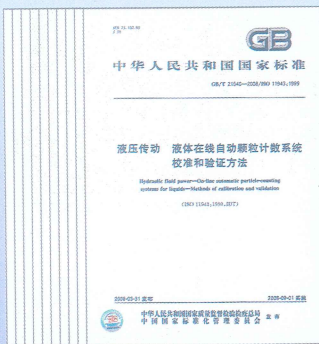 GB
中华人民共和国国家标准
GB/T 21540—2008/ISO 11943:1999
液压传动 液体在线自动颗粒计数系统
校准和验证方法
Hydraulic fluid power—On-line automatic particle-counting
systems for liquids—Methods of calibration and validation
(ISO 11943:1999,IDT)
2008-03-31 发布
2008-09-01 实施
中华人民共和国国家质量监督检验检疫总局
中国国家标准化管理委员会
发布